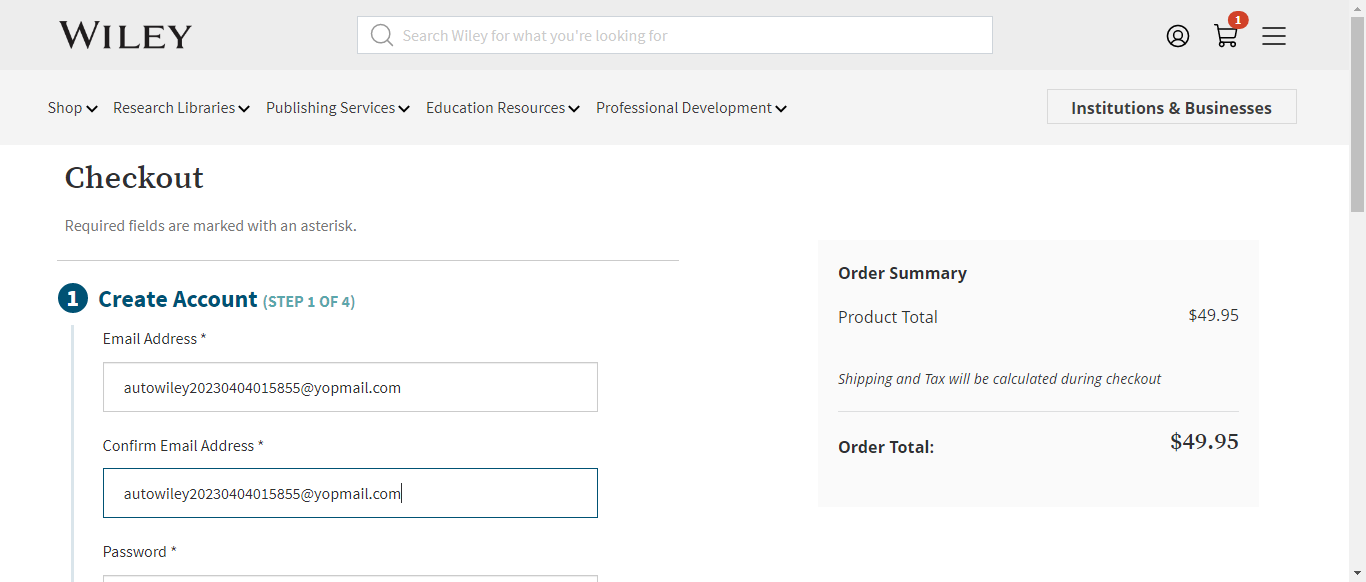 WILEY
Search Wiley for what you're looking for
1
Shop
Research Libraries
Publishing Services
Education Resources
Professional Development
Institutions & Businesses
Checkout
Required fields are marked with an asterisk.
1 Create Account (STEP 1 OF 4)
Email Address *
autowiley20230404015855@yopmail.com
Confirm Email Address *
autowiley20230404015855@yopmail.com
Password *
Order Summary
Product Total $49.95
Shipping and Tax will be calculated during checkout
Order Total: $49.95